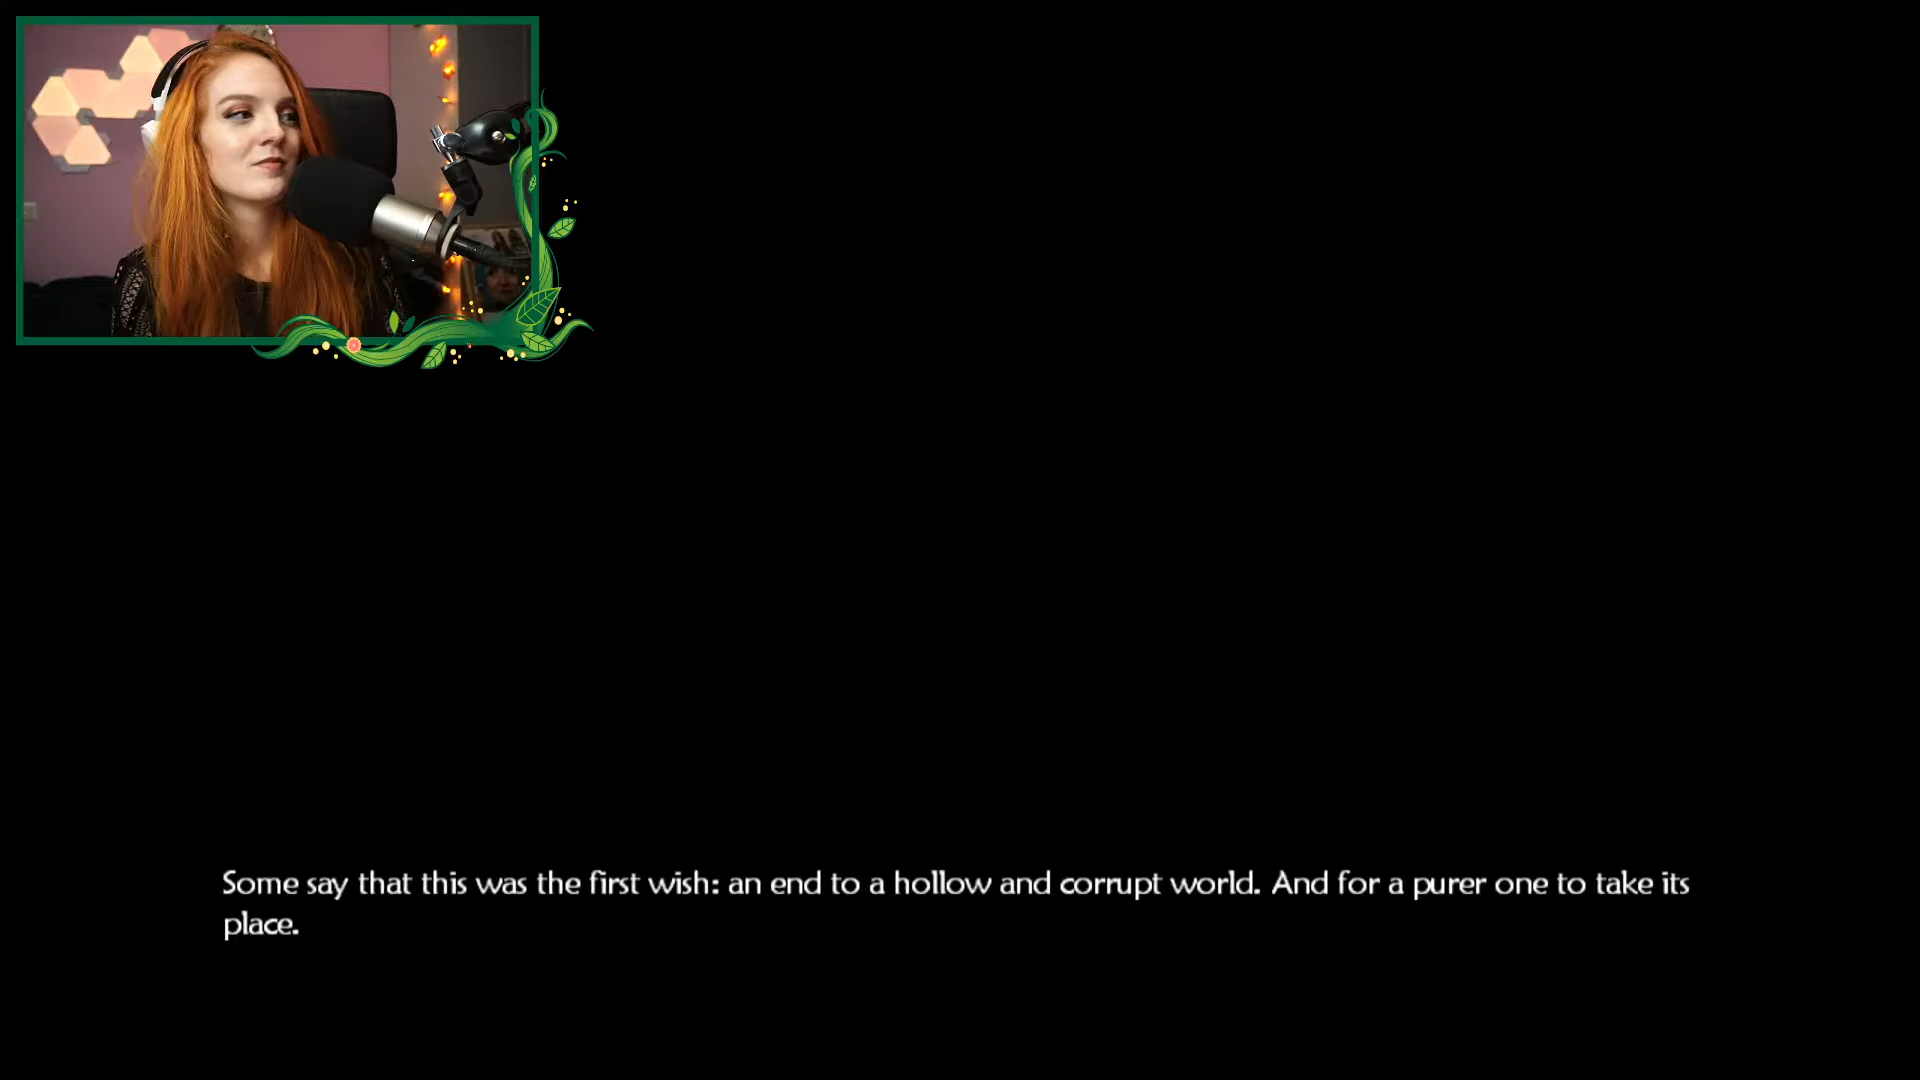 Some say that this was the first wish: an end to a hollow and corrupt world. And for a purer one to take its
place.